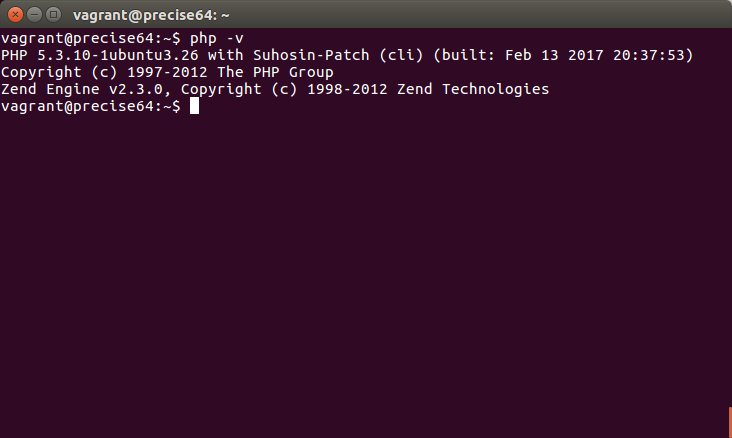 vagrant@precise64: ~
vagrant@precise64:~$ php -v
PHP 5.3.10-1ubuntu3.26 with Suhosin-Patch (cli) (built: Feb 13 2017 20:37:53)
Copyright (c) 1997-2012 The PHP Group
Zend Engine v2.3.0, Copyright (c) 1998-2012 Zend Technologies
vagrant@precise64:~$